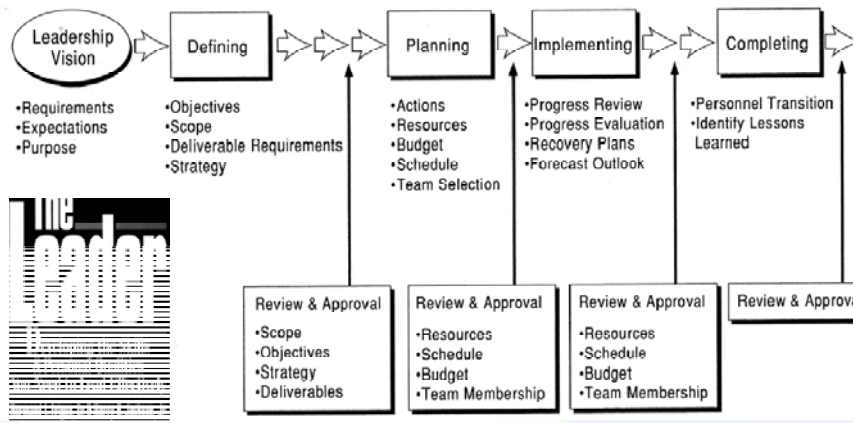 Leadership
Vision
Defining
Planning
Implementing
Completing
•Requirements
•Expectations
•Purpose
•Objectives
•Scope
•Deliverable Requirements
•Strategy
•Actions
•Resources
•Budget
•Schedule
•Team Selection
•Progress Review
•Progress Evaluation
•Recovery Plans
•Forecast Outlook
•Personnel Transition
•Identify Lessons
Learned
The
Leader
Review & Approval
•Scope
•Objectives
•Strategy
•Deliverables
Review & Approval
•Resources
•Schedule
•Budget
•Team Membership
Review & Approval
•Resources
•Schedule
•Budget
•Team Membership
Review & Approva